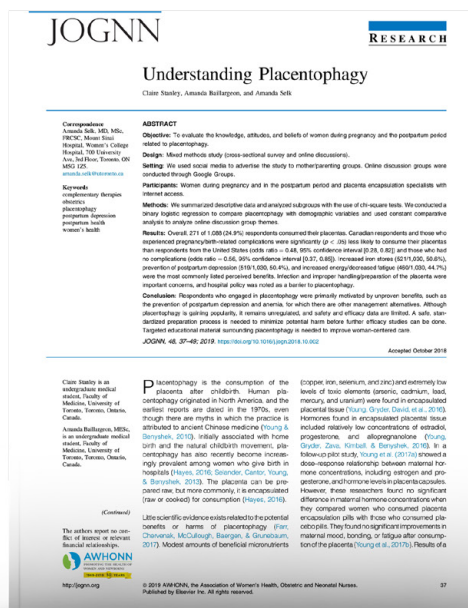 JOGNN
RESEARCH
Understanding Placentophagy
Claire Stanley, Amanda Baillargeon, and Amanda Selk
Correspondence
Amanda Selk, MD, MSc,
FRCSC, Mount Sinai
Hospital, Women's College
Hospital, 700 University
Ave, 3rd Floor, Toronto, ON
M5G 1Z5.
amanda.selk@utoronto.ca
Keywords
complementary therapies
obstetrics
placentophagy
postpartum depression
postpartum health
women's health
ABSTRACT
Objective: To evaluate the knowledge, attitudes, and beliefs of women during pregnancy and the postpartum period
related to placentophagy.
Design: Mixed methods study (cross-sectional survey and online discussions).
Setting: We used social media to advertise the study to mother/parenting groups. Online discussion groups were
conducted through Google Groups.
Participants: Women during pregnancy and in the postpartum period and placenta encapsulation specialists with
Internet access.
Methods: We summarized descriptive data and analyzed subgroups with the use of chi-square tests. We conducted a
binary logistic regression to compare placentophagy with demographic variables and used constant comparative
analysis to analyze online discussion group themes.
Results: Overall, 271 of 1,088 (24.9%) respondents consumed their placentas. Canadian respondents and those who
experienced pregnancy/birth-related complications were significantly (p < .05) less likely to consume their placentas
than respondents from the United States (odds ratio = 0.48, 95% confidence interval [0.28, 0.82]) and those who had
no complications (odds ratio = 0.56, 95% confidence interval [0.37, 0.85]). Increased iron stores (521/1,030, 50.6%),
prevention of postpartum depression (519/1,030, 50.4%), and increased energy/decreased fatigue (460/1,030, 44.7%)
were the most commonly listed perceived benefits. Infection and improper handling/preparation of the placenta were
important concerns, and hospital policy was noted as a barrier to placentophagy.
Conclusion: Respondents who engaged in placentophagy were primarily motivated by unproven benefits, such as
the prevention of postpartum depression and anemia, for which there are other management alternatives. Although
placentophagy is gaining popularity, it remains unregulated, and safety and efficacy data are limited. A safe, stan-
dardized preparation process is needed to minimize potential harm before further efficacy studies can be done.
Targeted educational material surrounding placentophagy is needed to improve women-centered care.
JOGNN, 48, 37–49; 2019. https://doi.org/10.1016/j.jogn.2018.10.002
Accepted October 2018
Claire Stanley is an
undergraduate medical
student, Faculty of
Medicine, University of
Toronto, Toronto, Ontario,
Canada.
Amanda Baillargeon, MESc,
is an undergraduate medical
student, Faculty of
Medicine, University of
Toronto, Toronto, Ontario,
Canada.
(Continued)
The authors report no con-
flict of interest or relevant
financial relationships.
AWHONN
Placentophagy is the consumption of the
placenta after childbirth. Human pla-
centophagy originated in North America, and the
earliest reports are dated in the 1970s, even
though there are myths in which the practice is
attributed to ancient Chinese medicine (Young &
Benyshek, 2010). Initially associated with home
birth and the natural childbirth movement, pla-
centophagy has also recently become increas-
ingly prevalent among women who give birth in
hospitals (Hayes, 2016; Selander, Cantor, Young,
& Benyshek, 2013). The placenta can be pre-
pared raw, but more commonly, it is encapsulated
(raw or cooked) for consumption (Hayes, 2016).
Little scientific evidence exists related to the potential
benefits or harms of placentophagy (Farr,
Chervenak, McCullough, Baergen, & Grunebaum,
2017). Modest amounts of beneficial micronutrients
(copper, iron, selenium, and zinc) and extremely low
levels of toxic elements (arsenic, cadmium, lead,
mercury, and uranium) were found in encapsulated
placental tissue (Young, Gryder, David, et al., 2016).
Hormones found in encapsulated placental tissue
included relatively low concentrations of estradiol,
progesterone, and allopregnanolone (Young,
Gryder, Zava, Kimball, & Benyshek, 2016). In a
follow-up pilot study, Young et al. (2017a) showed a
dose-response relationship between maternal hor-
mone concentrations, including estrogen and pro-
gesterone, and hormone levels in placenta capsules.
However, these researchers found no significant
difference in maternal hormone concentrations when
they compared women who consumed placenta
encapsulation pills with those who consumed pla-
cebo pills. They found no significant improvements in
maternal mood, bonding, or fatigue after consump-
tion of the placenta (Young et al., 2017b). Results of a
http://jognn.org
© 2019 AWHONN, the Association of Women's Health, Obstetric and Neonatal Nurses.
Published by Elsevier Inc. All rights reserved.
37